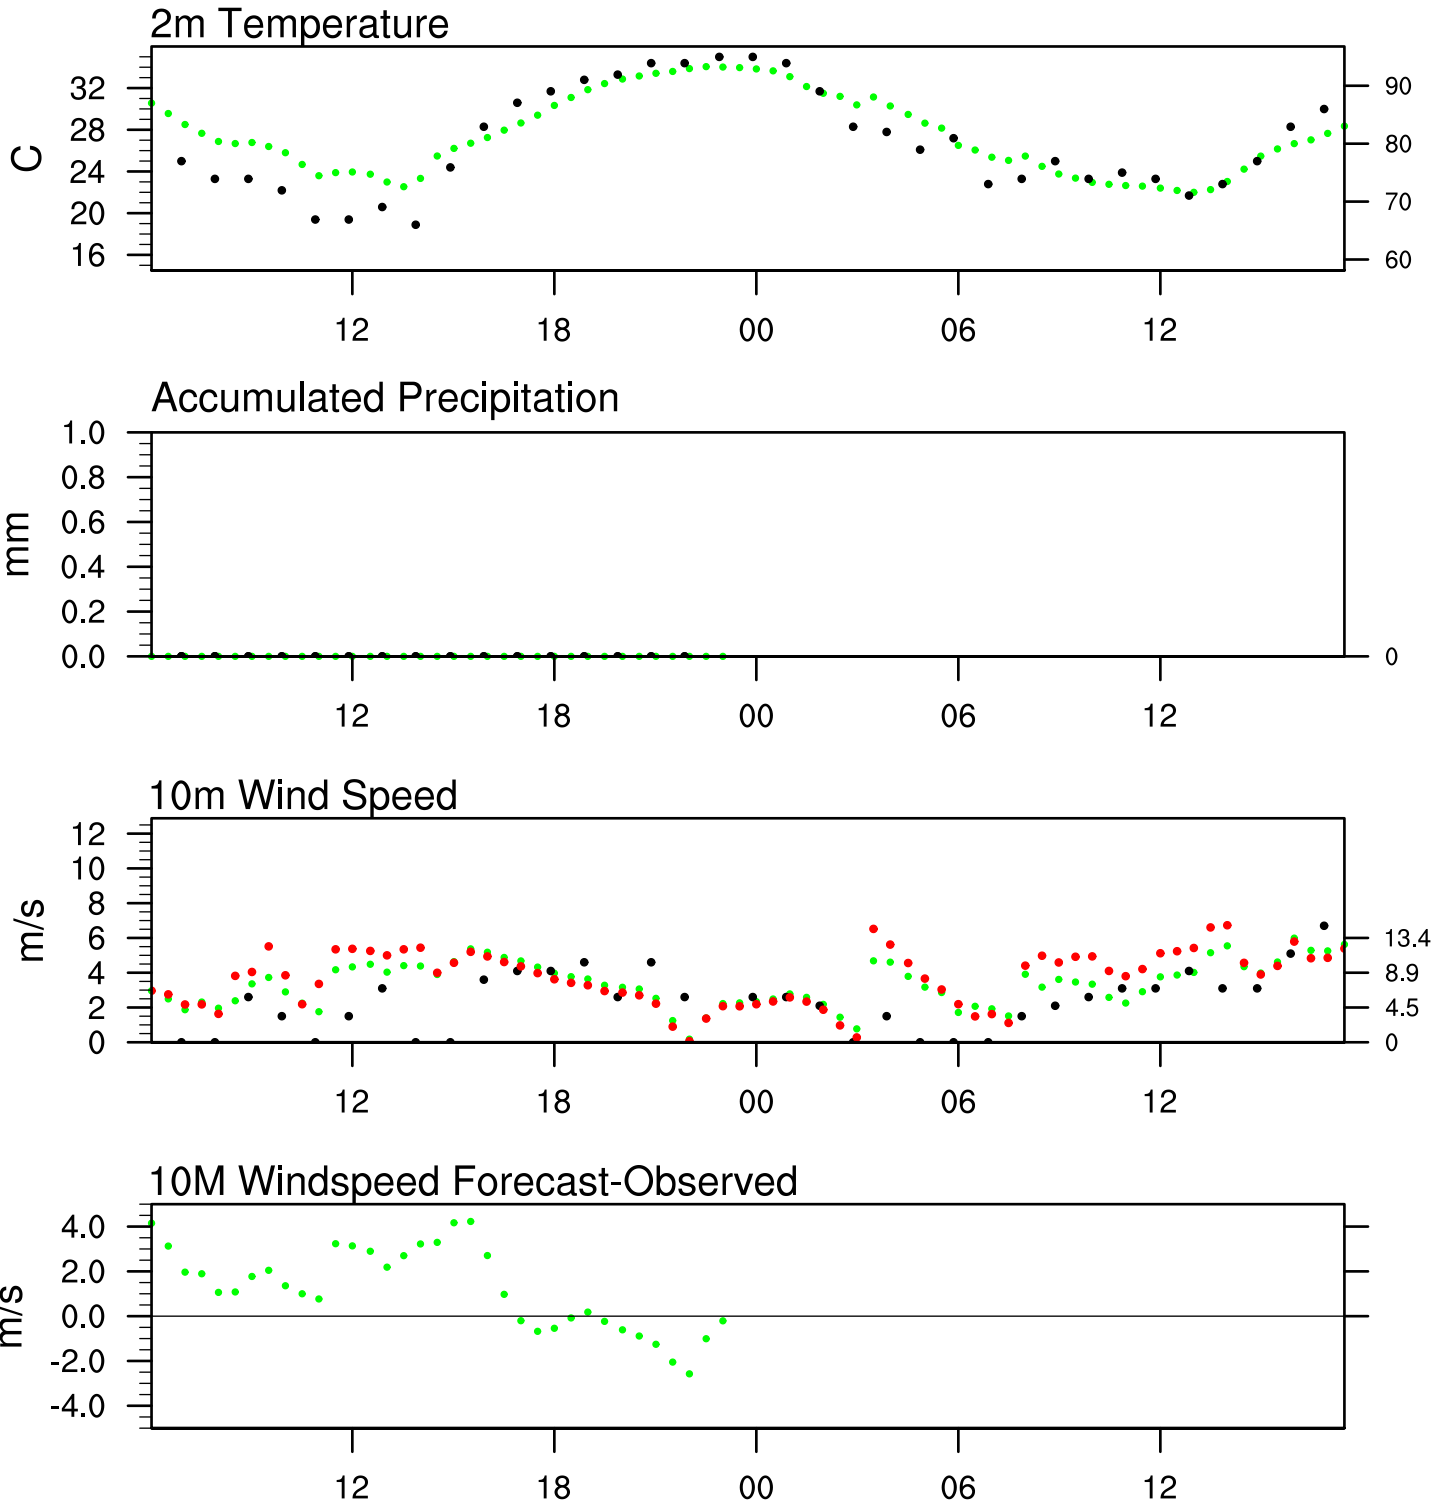 2m Temperature
32
28
24
20
16
C
90
80
70
60
12 18 00 06 12
Accumulated Precipitation
1.0
0.8
0.6
0.4
0.2
0.0
mm
0
12 18 00 06 12
10m Wind Speed
12
10
8
6
4
2
0
m/s
13.4
8.9
4.5
0
12 18 00 06 12
10M Windspeed Forecast-Observed
4.0
2.0
0.0
-2.0
-4.0
m/s
12 18 00 06 12